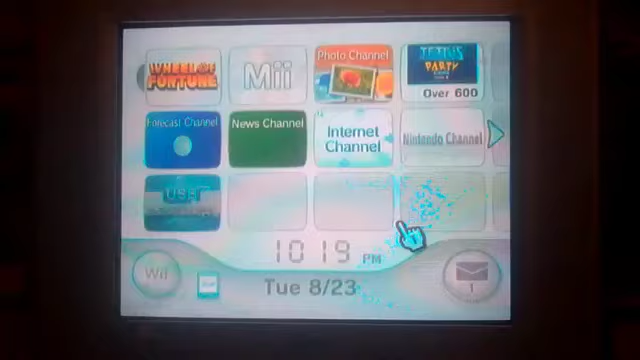 WHEEL OF FORTUNE
Mii
Photo Channel
TETRIS
PARTY
Over 600
Forecast Channel
News Channel
Internet
Channel
Nintendo Channel
10:19 PM
Wii
Tue 8/23
1